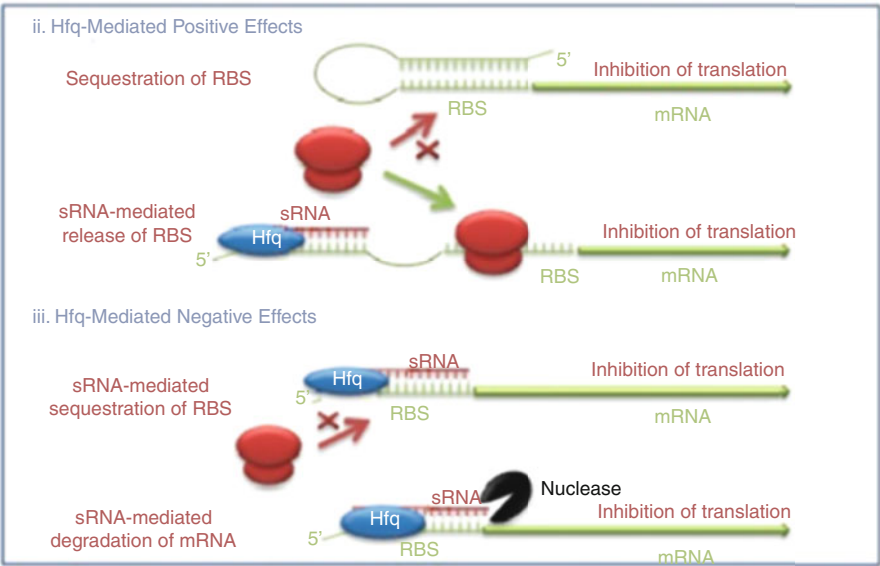 ii. Hfq-Mediated Positive Effects
5'
Sequestration of RBS
Inhibition of translation
RBS
mRNA
sRNA-mediated
release of RBS
sRNA
Hfq
5'
Inhibition of translation
RBS
mRNA
iii. Hfq-Mediated Negative Effects
sRNA-mediated
sequestration of RBS
sRNA
Hfq
5'
RBS
Inhibition of translation
mRNA
sRNA-mediated
degradation of mRNA
sRNA
Nuclease
Hfq
5'
RBS
Inhibition of translation
mRNA